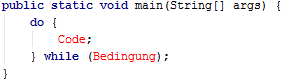 public static void main(String[] args) {
    do {
        Code;
    } while (Bedingung);
}